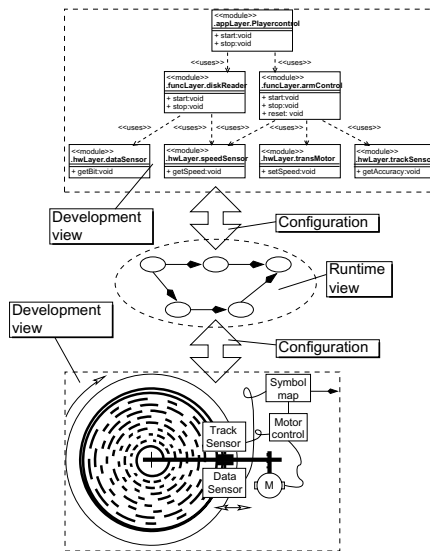 <<module>>
.appLayer.Playercontrol
+ start:void
+ stop:void
<<uses>>
<<uses>>
<<module>>
.funcLayer.diskReader
+ start:void
+ stop:void
<<module>>
.funcLayer.armControl
+ start:void
+ stop:void
+ reset: void
<<uses>>
<<uses>>
<<uses>>
<<uses>>
<<uses>>
<<module>>
.hwLayer.dataSensor
+ getBit:void
<<module>>
.hwLayer.speedSensor
+ getSpeed:void
<<module>>
.hwLayer.transMotor
+ setSpeed:void
<<module>>
.hwLayer.trackSensor
+ getAccuracy:void
Development
view
Configuration
Runtime
view
Development
view
Configuration
Symbol
map
Track
Sensor
Motor
control
Data
Sensor
M